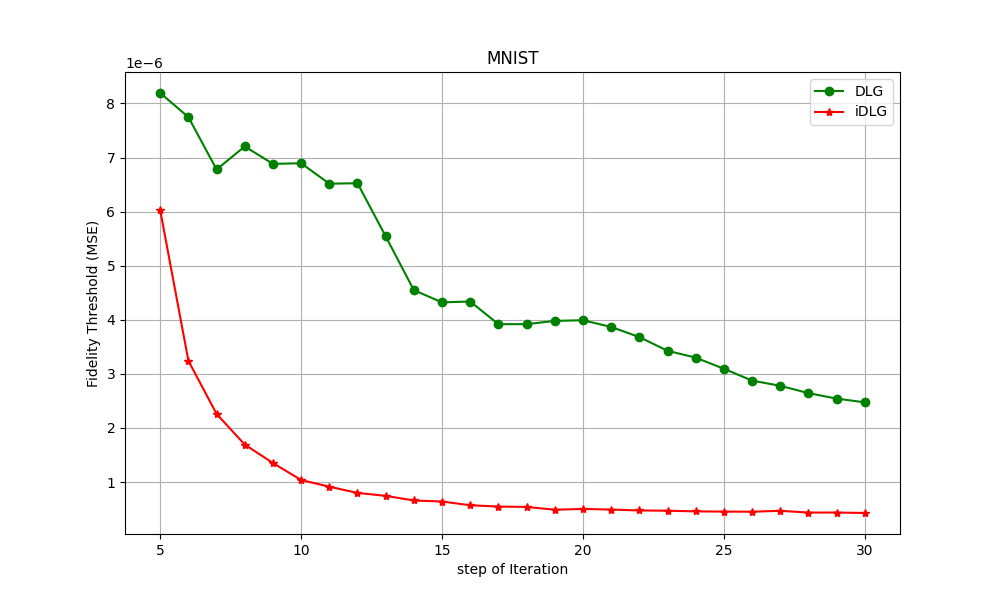 MNIST
1e−6
DLG
iDLG
8
7
6
5
4
3
2
1
Fidelity Threshold (MSE)
5 10 15 20 25 30
step of Iteration